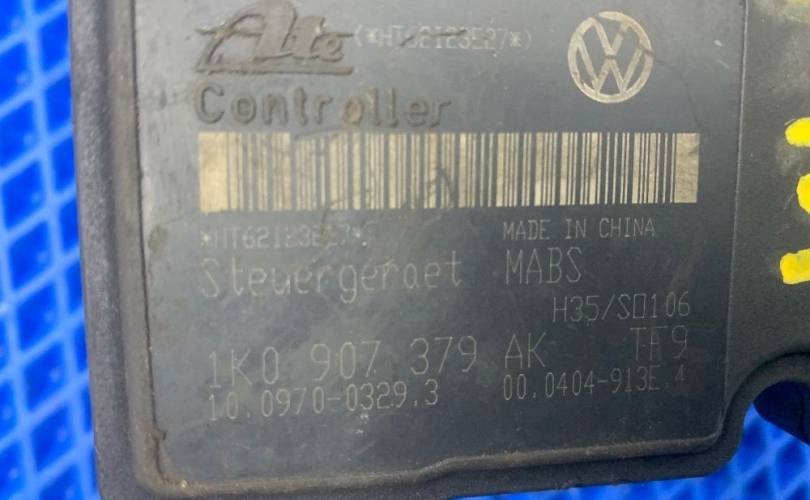 Ate (*HT62123E27*)
Controller
*HT62123E27*
MADE IN CHINA
Steuergeraet MABS
H35/S0106
1K0 907 379 AK TF9
10.0970-0329.3 00.0404-913E.4